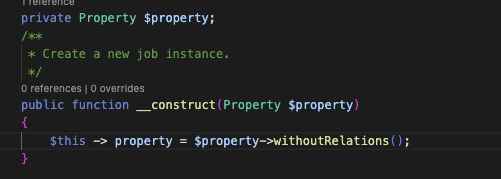 1 reference
private Property $property;
/**
* Create a new job instance.
*/
0 references | 0 overrides
public function __construct(Property $property)
{
$this -> property = $property->withoutRelations();
}